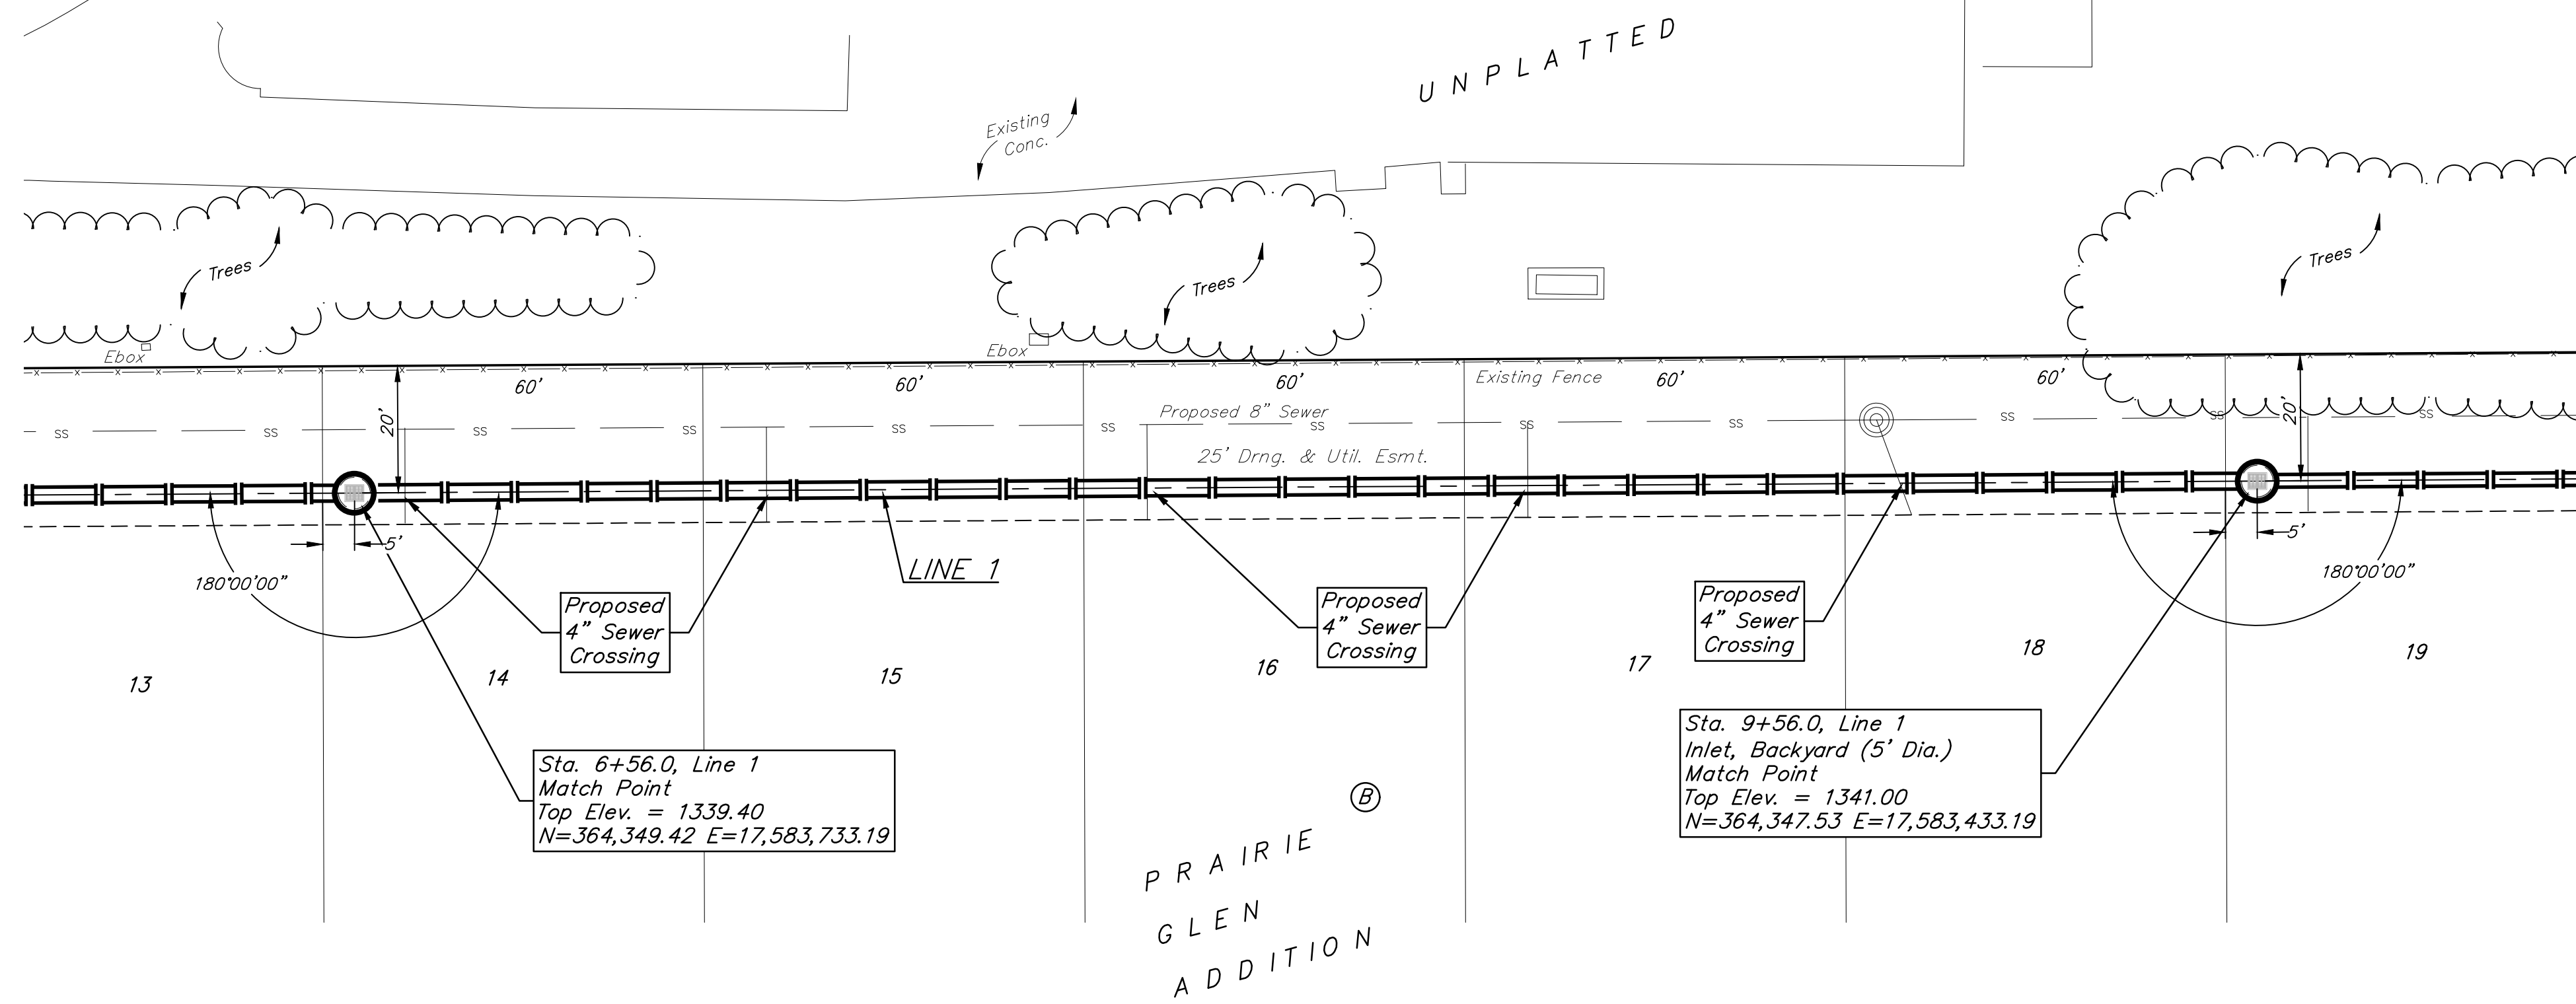 UNPLATTED
Existing
Conc.
Trees
Trees
Trees
Ebox
Ebox
60'
60'
60'
Existing Fence
60'
60'
20'
20'
Proposed 8" Sewer
SS
SS
SS
SS
SS
SS
SS
SS
SS
SS
SS
SS
25' Drng. & Util. Esmt.
5'
5'
180°00'00"
180°00'00"
LINE 1
Proposed
4" Sewer
Crossing
Proposed
4" Sewer
Crossing
Proposed
4" Sewer
Crossing
13
14
15
16
17
18
19
Sta. 6+56.0, Line 1
Match Point
Top Elev. = 1339.40
N=364,349.42 E=17,583,733.19
Sta. 9+56.0, Line 1
Inlet, Backyard (5' Dia.)
Match Point
Top Elev. = 1341.00
N=364,347.53 E=17,583,433.19
B
PRAIRIE
GLEN
ADDITION